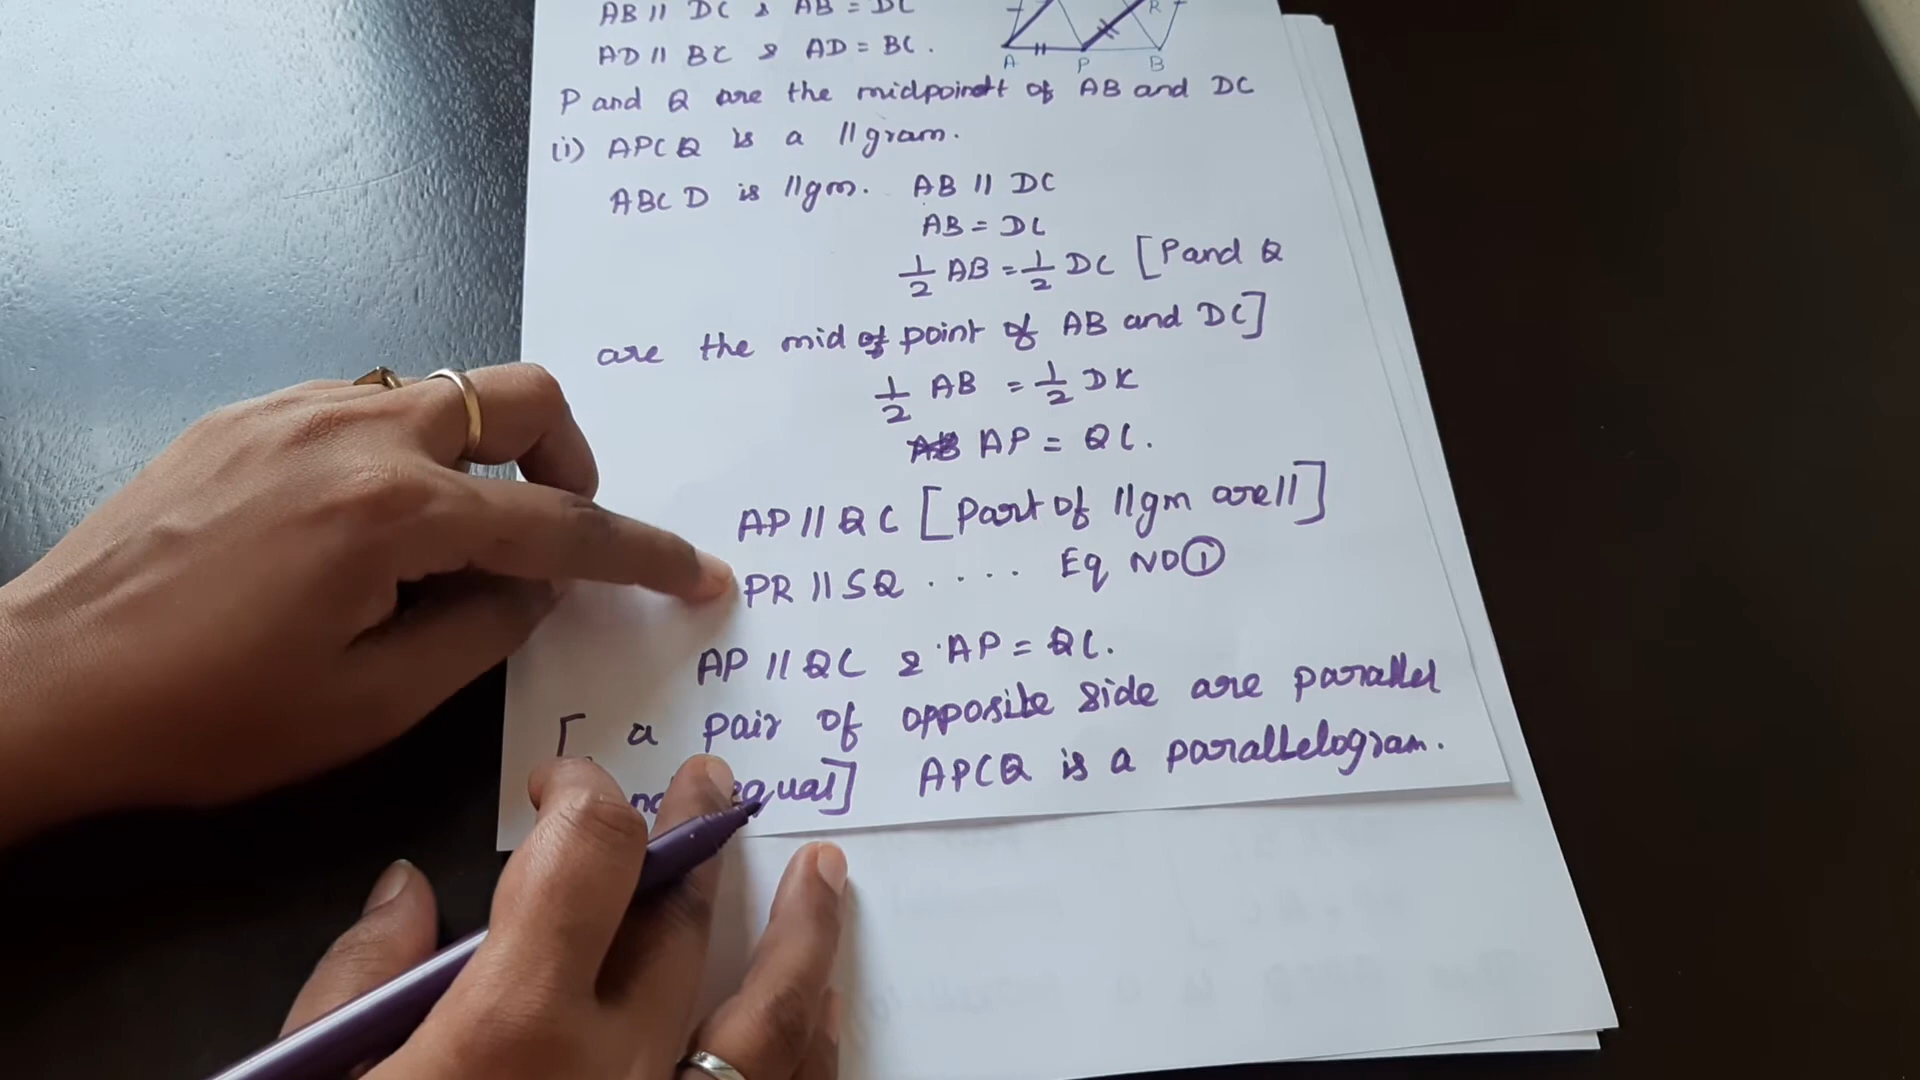 AB // DC & AB = DC
AD // BC & AD = BC.
A P B R
P and Q are the midpoint of AB and DC
(i) APCQ is a //gram.
ABCD is //gm. AB // DC
AB = DC
1/2 AB = 1/2 DC [P and Q
are the mid of point of AB and DC]
1/2 AB = 1/2 DC
AP = QC.
AP // QC [Part of //gm are //]
PR // SQ .... Eq NO ①
AP // QC & AP = QC.
[ a pair of opposite side are parallel
equal] APCQ is a parallelogram.